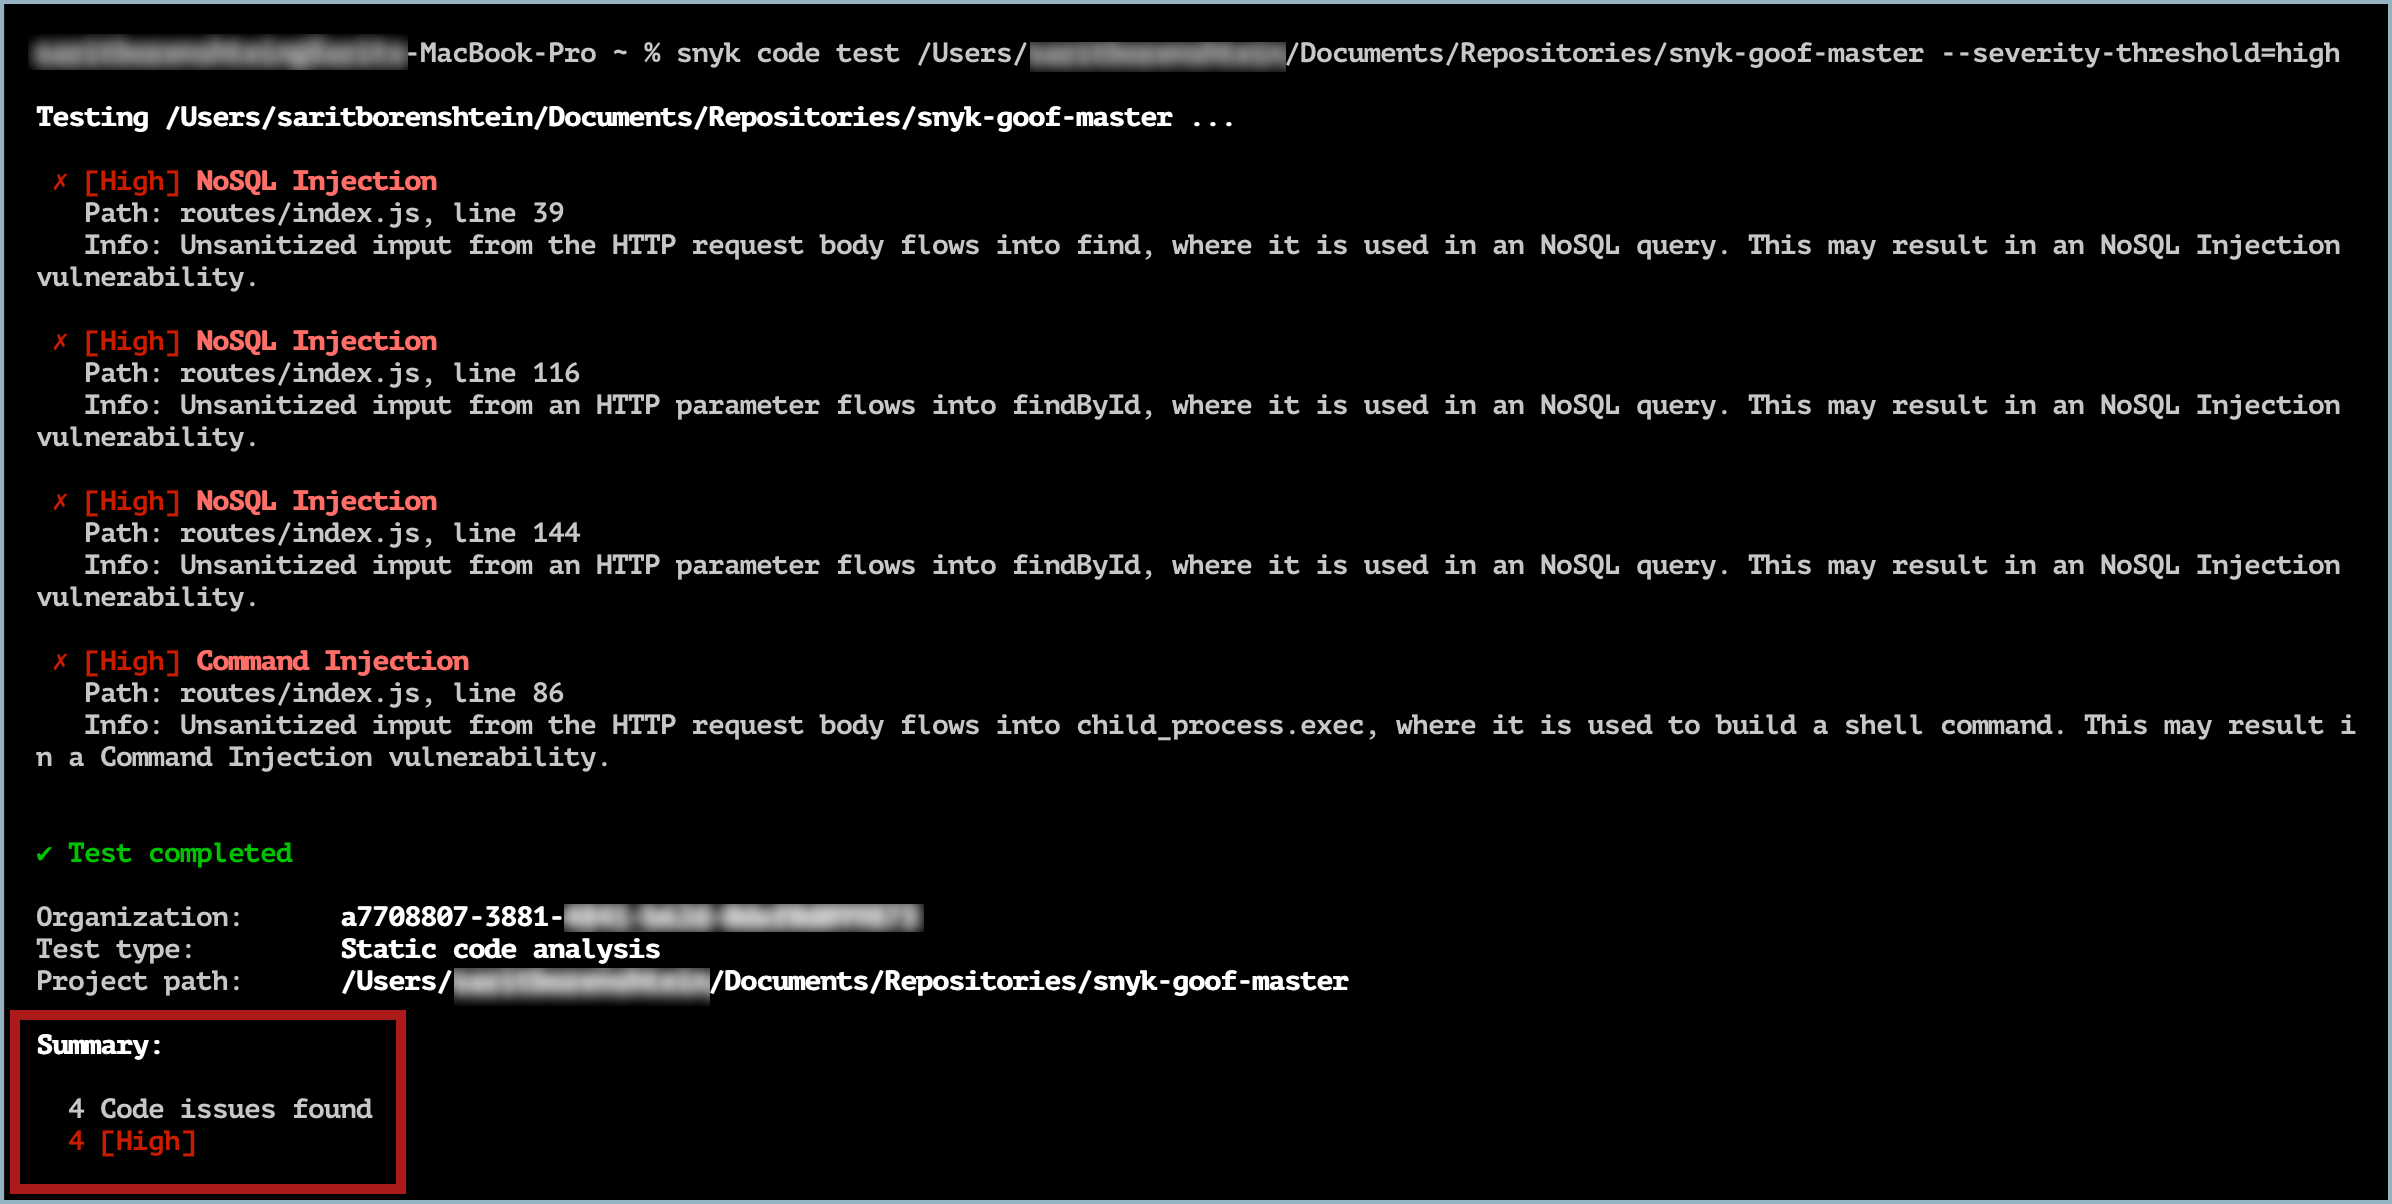 -MacBook-Pro ~ % snyk code test /Users/ /Documents/Repositories/snyk-goof-master --severity-threshold=high
Testing /Users/saritborenshtein/Documents/Repositories/snyk-goof-master ...
✗ [High] NoSQL Injection
Path: routes/index.js, line 39
Info: Unsanitized input from the HTTP request body flows into find, where it is used in an NoSQL query. This may result in an NoSQL Injection
vulnerability.
✗ [High] NoSQL Injection
Path: routes/index.js, line 116
Info: Unsanitized input from an HTTP parameter flows into findById, where it is used in an NoSQL query. This may result in an NoSQL Injection
vulnerability.
✗ [High] NoSQL Injection
Path: routes/index.js, line 144
Info: Unsanitized input from an HTTP parameter flows into findById, where it is used in an NoSQL query. This may result in an NoSQL Injection
vulnerability.
✗ [High] Command Injection
Path: routes/index.js, line 86
Info: Unsanitized input from the HTTP request body flows into child_process.exec, where it is used to build a shell command. This may result i
n a Command Injection vulnerability.
✔ Test completed
Organization: a7708807-3881-
Test type: Static code analysis
Project path: /Users/ /Documents/Repositories/snyk-goof-master
Summary:
4 Code issues found
4 [High]